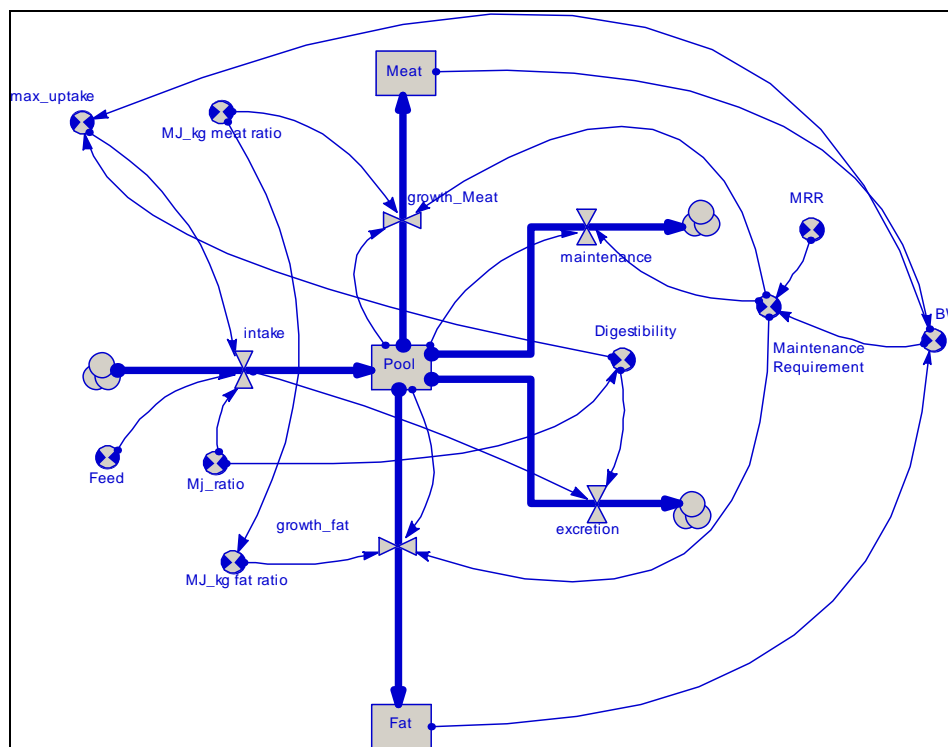 Meat
max_uptake
MJ_kg meat ratio
growth_Meat
MRR
maintenance
intake
Digestibility
Pool
Maintenance
Requirement
Feed
Mj_ratio
growth_fat
excretion
MJ_kg fat ratio
Fat